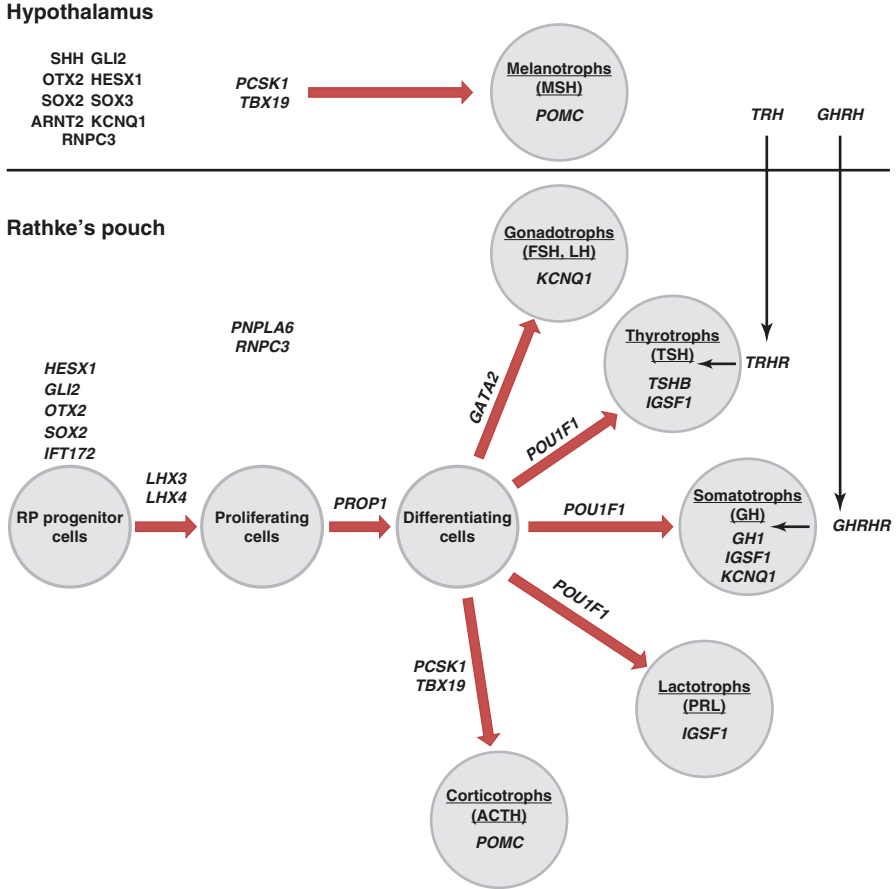 Hypothalamus
SHH GLI2
OTX2 HESX1
SOX2 SOX3
ARNT2 KCNQ1
RNPC3
PCSK1
TBX19
Melanotrophs
(MSH)
POMC
TRH GHRH
Rathke's pouch
Gonadotrophs
(FSH, LH)
KCNQ1
PNPLA6
RNPC3
GATA2
Thyrotrophs
(TSH)
TSHB
IGSF1
TRHR
HESX1
GLI2
OTX2
SOX2
IFT172
RP progenitor
cells
LHX3
LHX4
Proliferating
cells
PROP1
Differentiating
cells
POU1F1
POU1F1
Somatotrophs
(GH)
GH1
IGSF1
KCNQ1
GHRHR
POU1F1
Lactotrophs
(PRL)
IGSF1
PCSK1
TBX19
Corticotrophs
(ACTH)
POMC